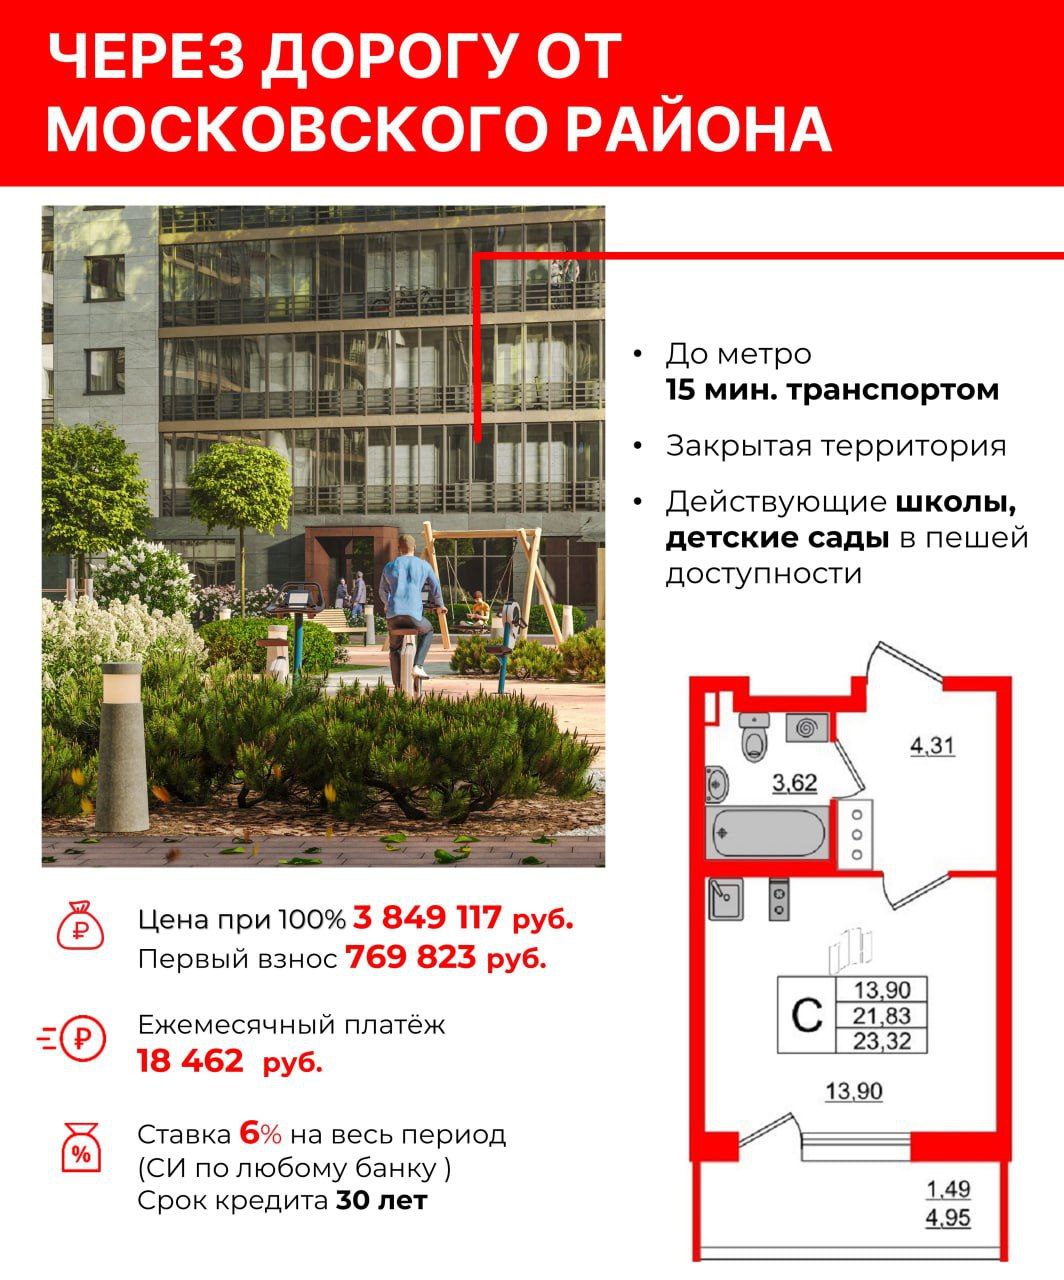 ЧЕРЕЗ ДОРОГУ ОТ
МОСКОВСКОГО РАЙОНА
• До метро
15 мин. транспортом
• Закрытая территория
• Действующие школы,
детские сады в пешей
доступности
4,31
3,62
С
13,90
21,83
23,32
13,90
1,49
4,95
₽
Цена при 100% 3 849 117 руб.
Первый взнос 769 823 руб.
₽
Ежемесячный платёж
18 462 руб.
%
Ставка 6% на весь период
(СИ по любому банку )
Срок кредита 30 лет